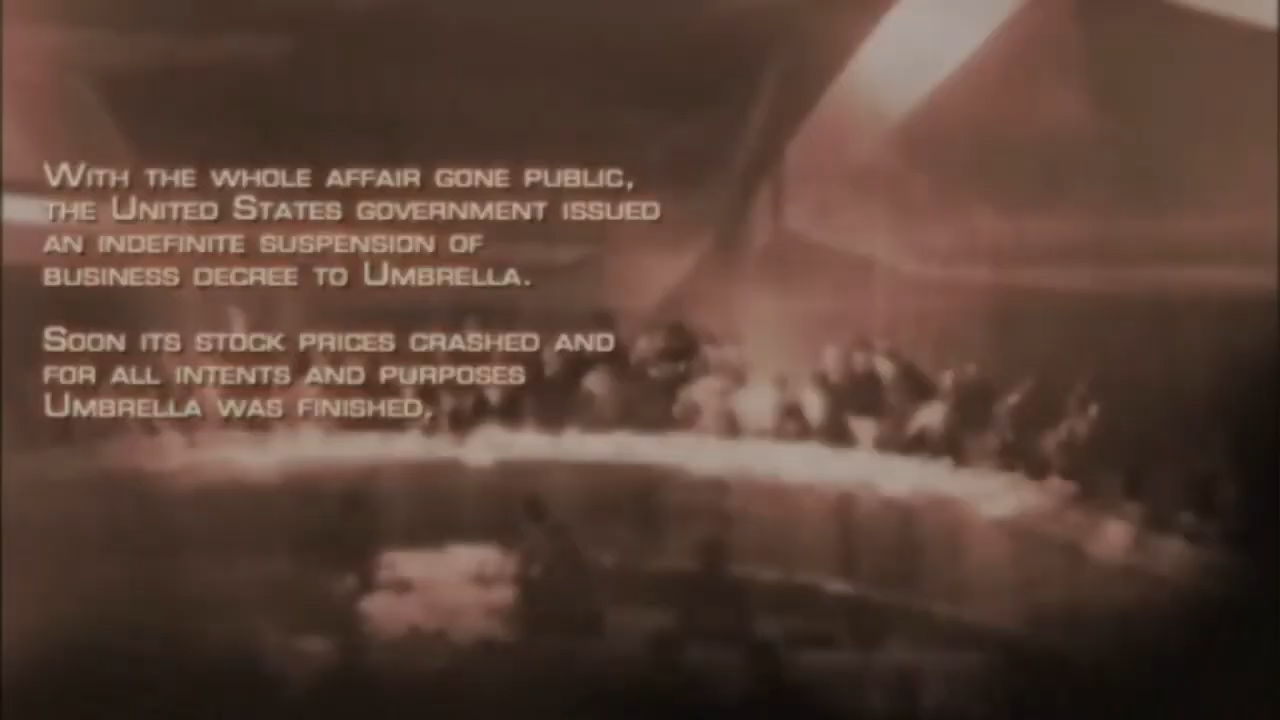 With the whole affair gone public,
the United States government issued
an indefinite suspension of
business decree to Umbrella.
Soon its stock prices crashed and
for all intents and purposes
Umbrella was finished.